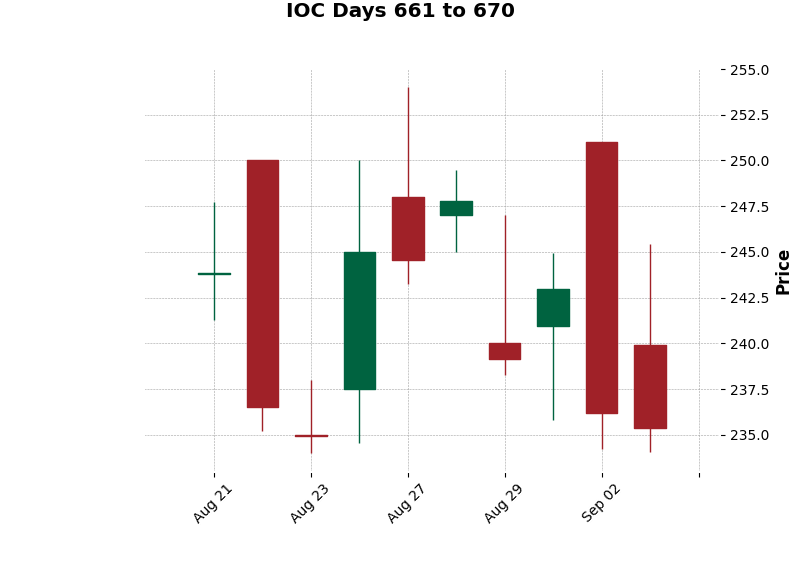 IOC Days 661 to 670
255.0
252.5
250.0
247.5
245.0
242.5
240.0
237.5
235.0
Price
Aug 21
Aug 23
Aug 27
Aug 29
Sep 02